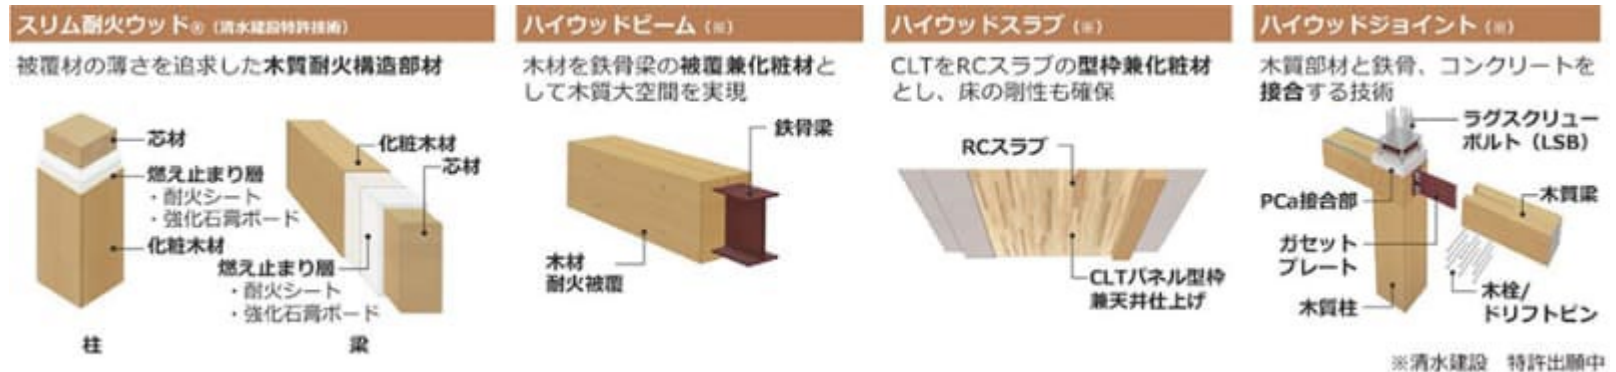 スリム耐火ウッド® (清水建設特許技術)
被覆材の薄さを追求した木質耐火構造部材
芯材
燃え止まり層
・耐火シート
・強化石膏ボード
化粧木材
柱
化粧木材
芯材
燃え止まり層
・耐火シート
・強化石膏ボード
梁
ハイウッドビーム (※)
木材を鉄骨梁の被覆兼化粧材と
して木質大空間を実現
鉄骨梁
木材
耐火被覆
ハイウッドスラブ (※)
CLTをRCスラブの型枠兼化粧材
とし、床の剛性も確保
RCスラブ
CLTパネル型枠
兼天井仕上げ
ハイウッドジョイント (※)
木質部材と鉄骨、コンクリートを
接合する技術
ラグスクリュー
ボルト（LSB）
PCa接合部
木質梁
ガセット
プレート
木質柱
木栓/
ドリフトピン
※清水建設　特許出願中